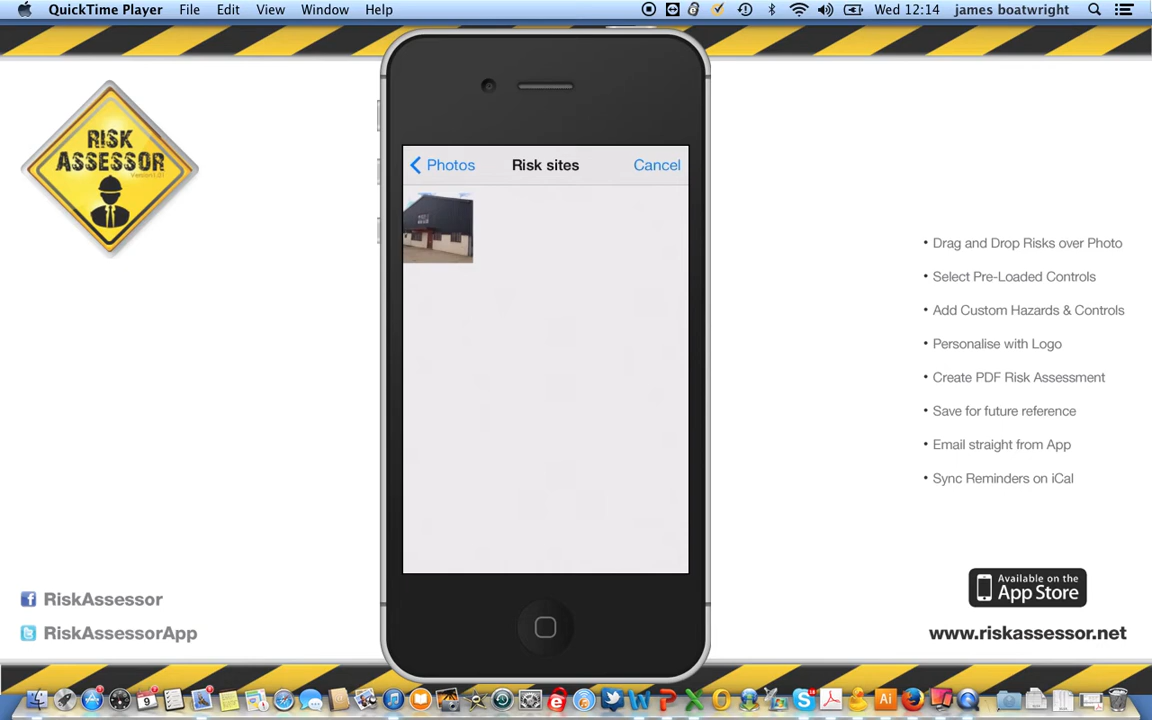 QuickTime Player File Edit View Window Help Wed 12:14 james boatwright
RISK
ASSESSOR
Photos Risk sites Cancel
• Drag and Drop Risks over Photo
• Select Pre-Loaded Controls
• Add Custom Hazards & Controls
• Personalise with Logo
• Create PDF Risk Assessment
• Save for future reference
• Email straight from App
• Sync Reminders on iCal
Available on the
App Store
RiskAssessor
RiskAssessorApp
www.riskassessor.net